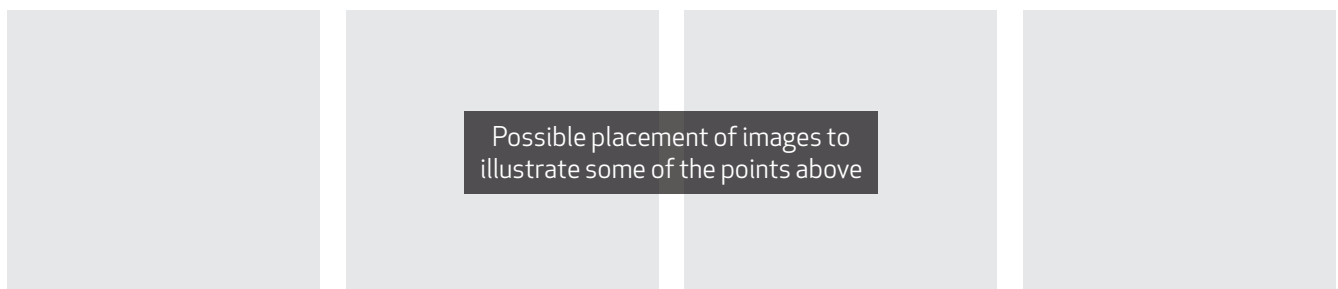 Possible placement of images to
illustrate some of the points above